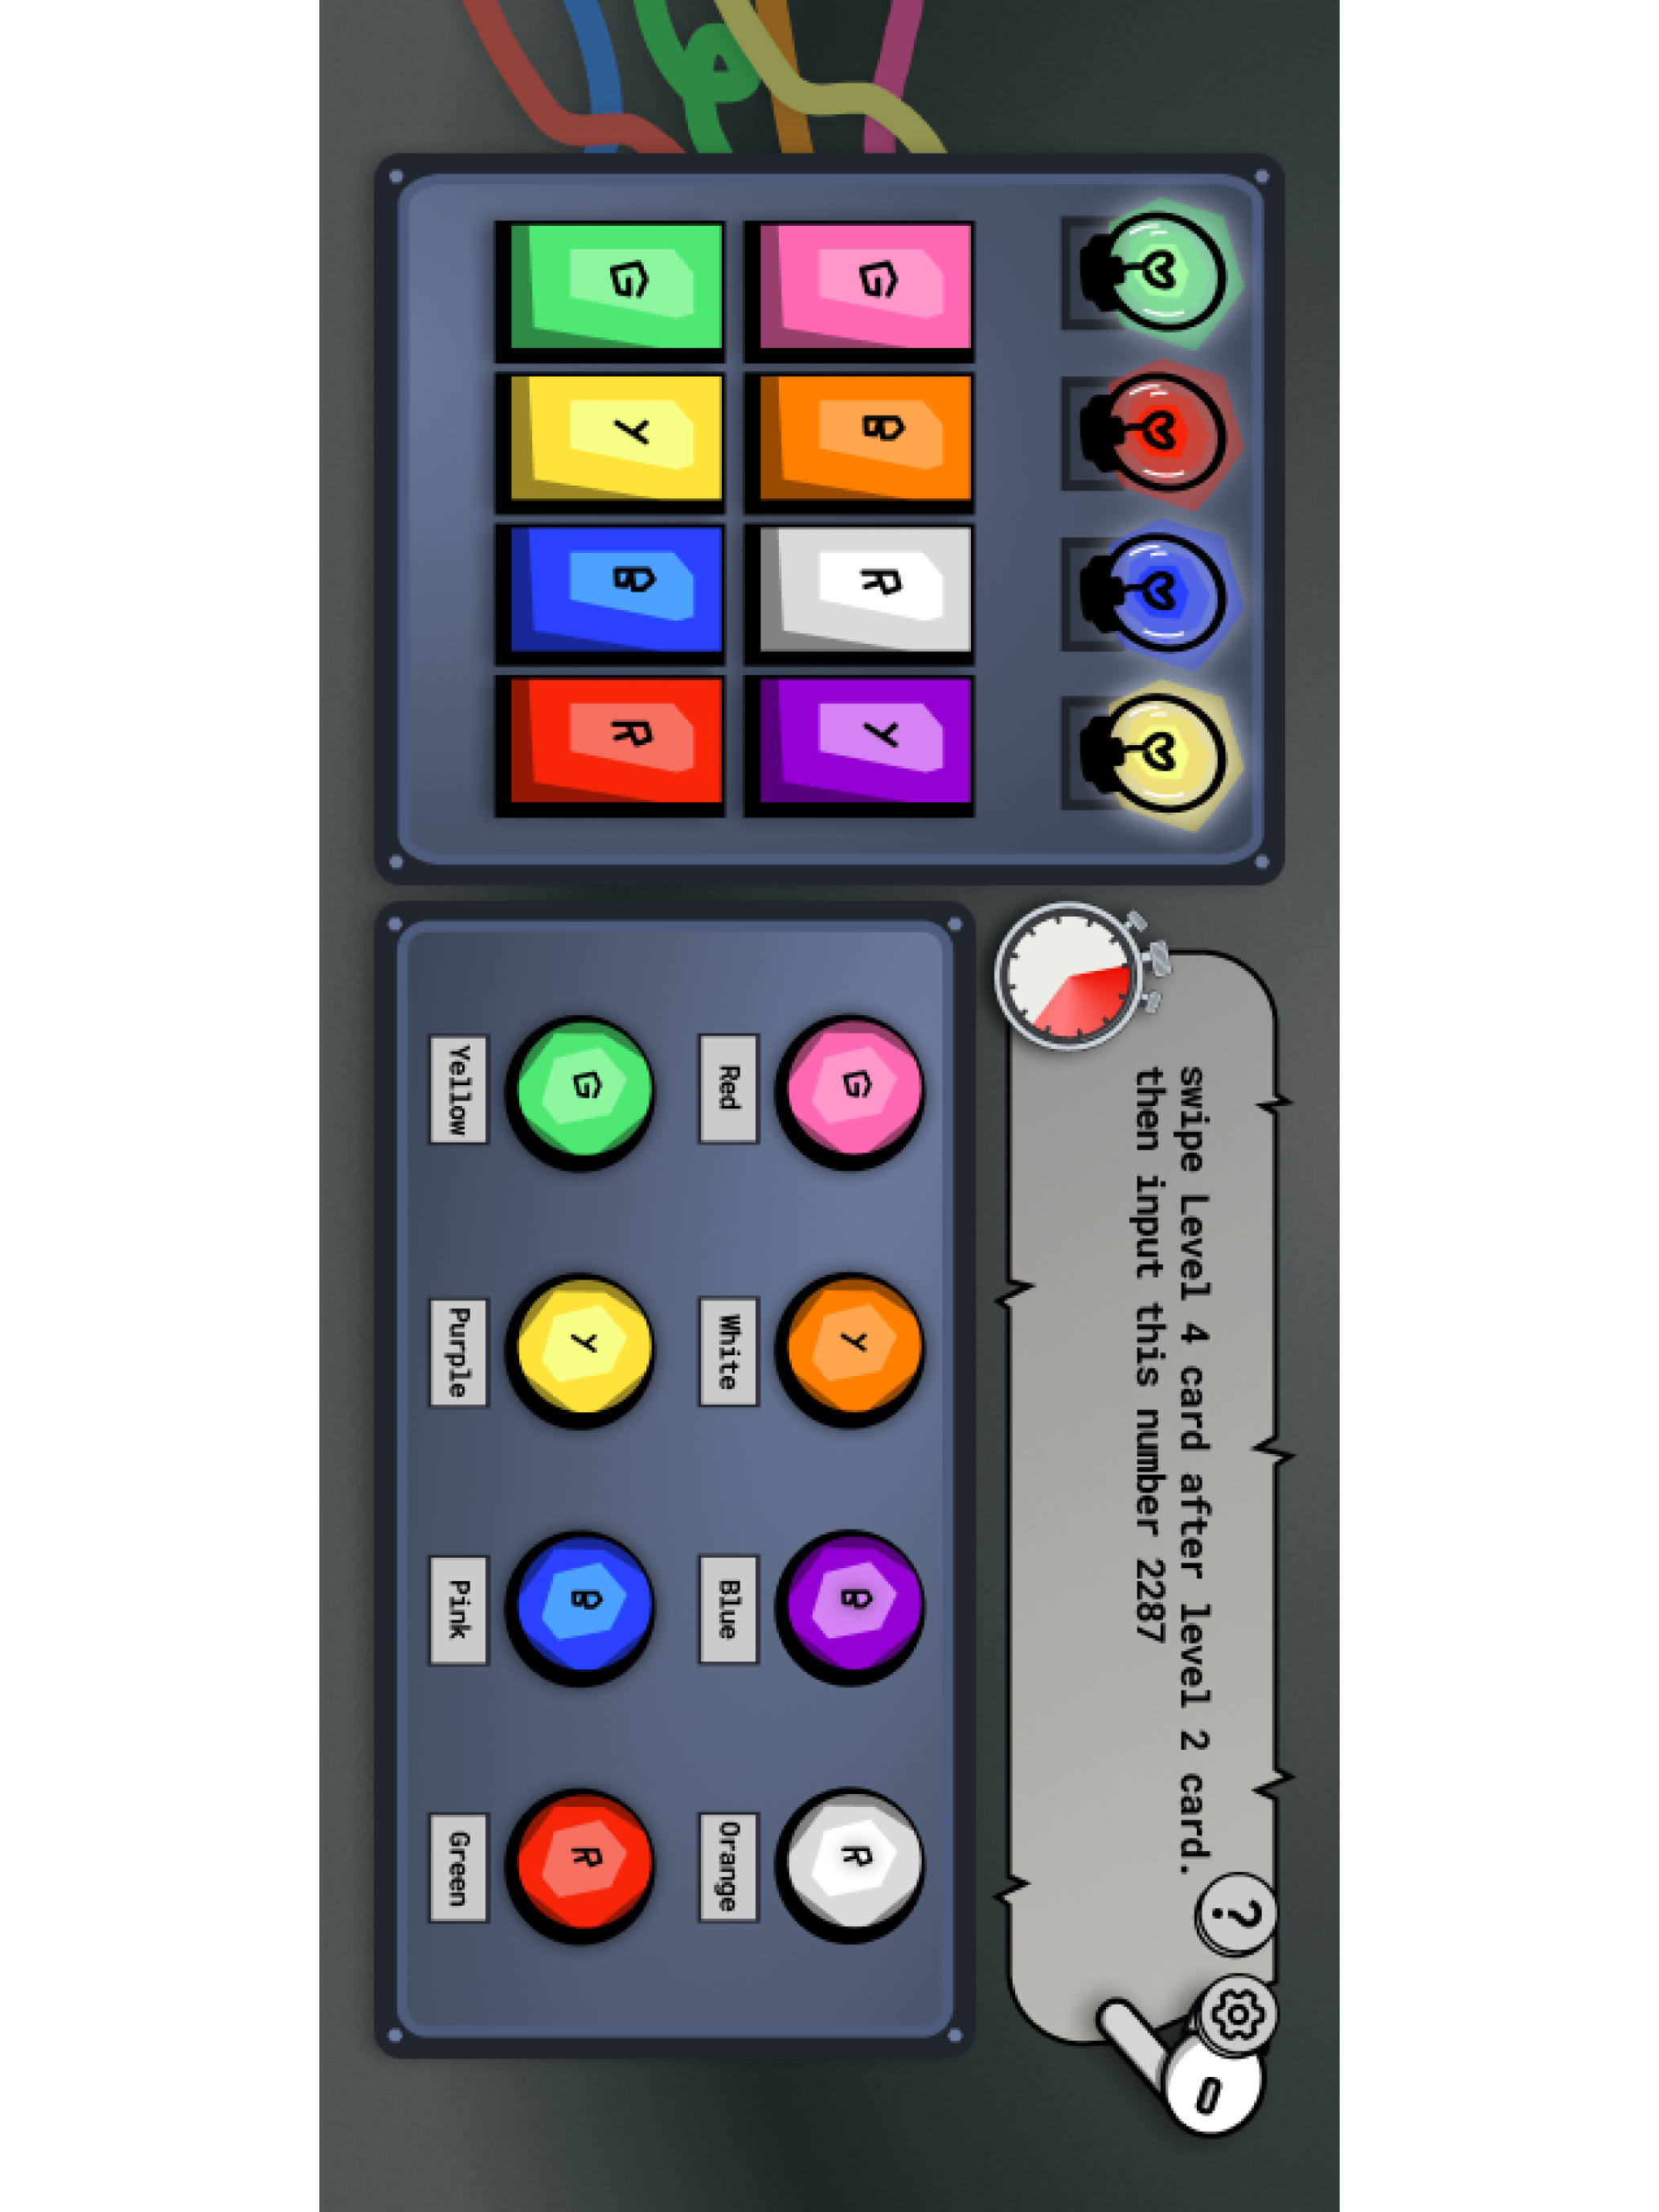 swipe Level 4 card after level 2 card.
then input this number 2287
?
0
G
B
R
Y
G
Y
B
R
G
Y
B
R
Red
White
Blue
Orange
G
Y
B
R
Yellow
Purple
Pink
Green